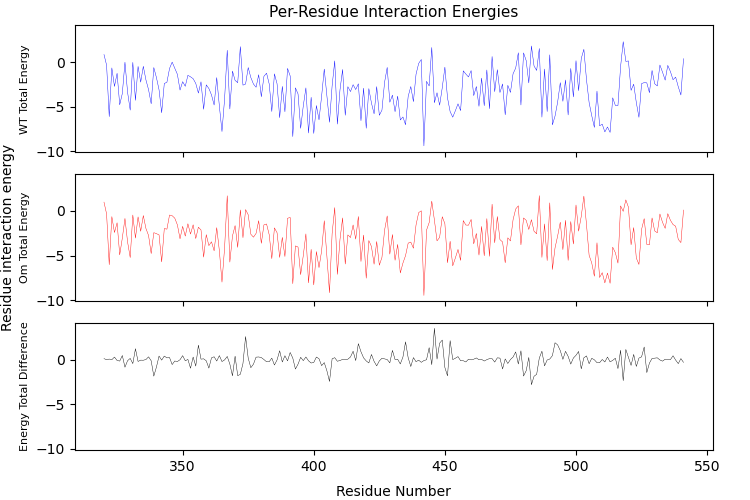 Per-Residue Interaction Energies
Residue interaction energy
WT Total Energy
0
−5
−10
Om Total Energy
0
−5
−10
Energy Total Difference
0
−5
−10
350
400
450
500
550
Residue Number